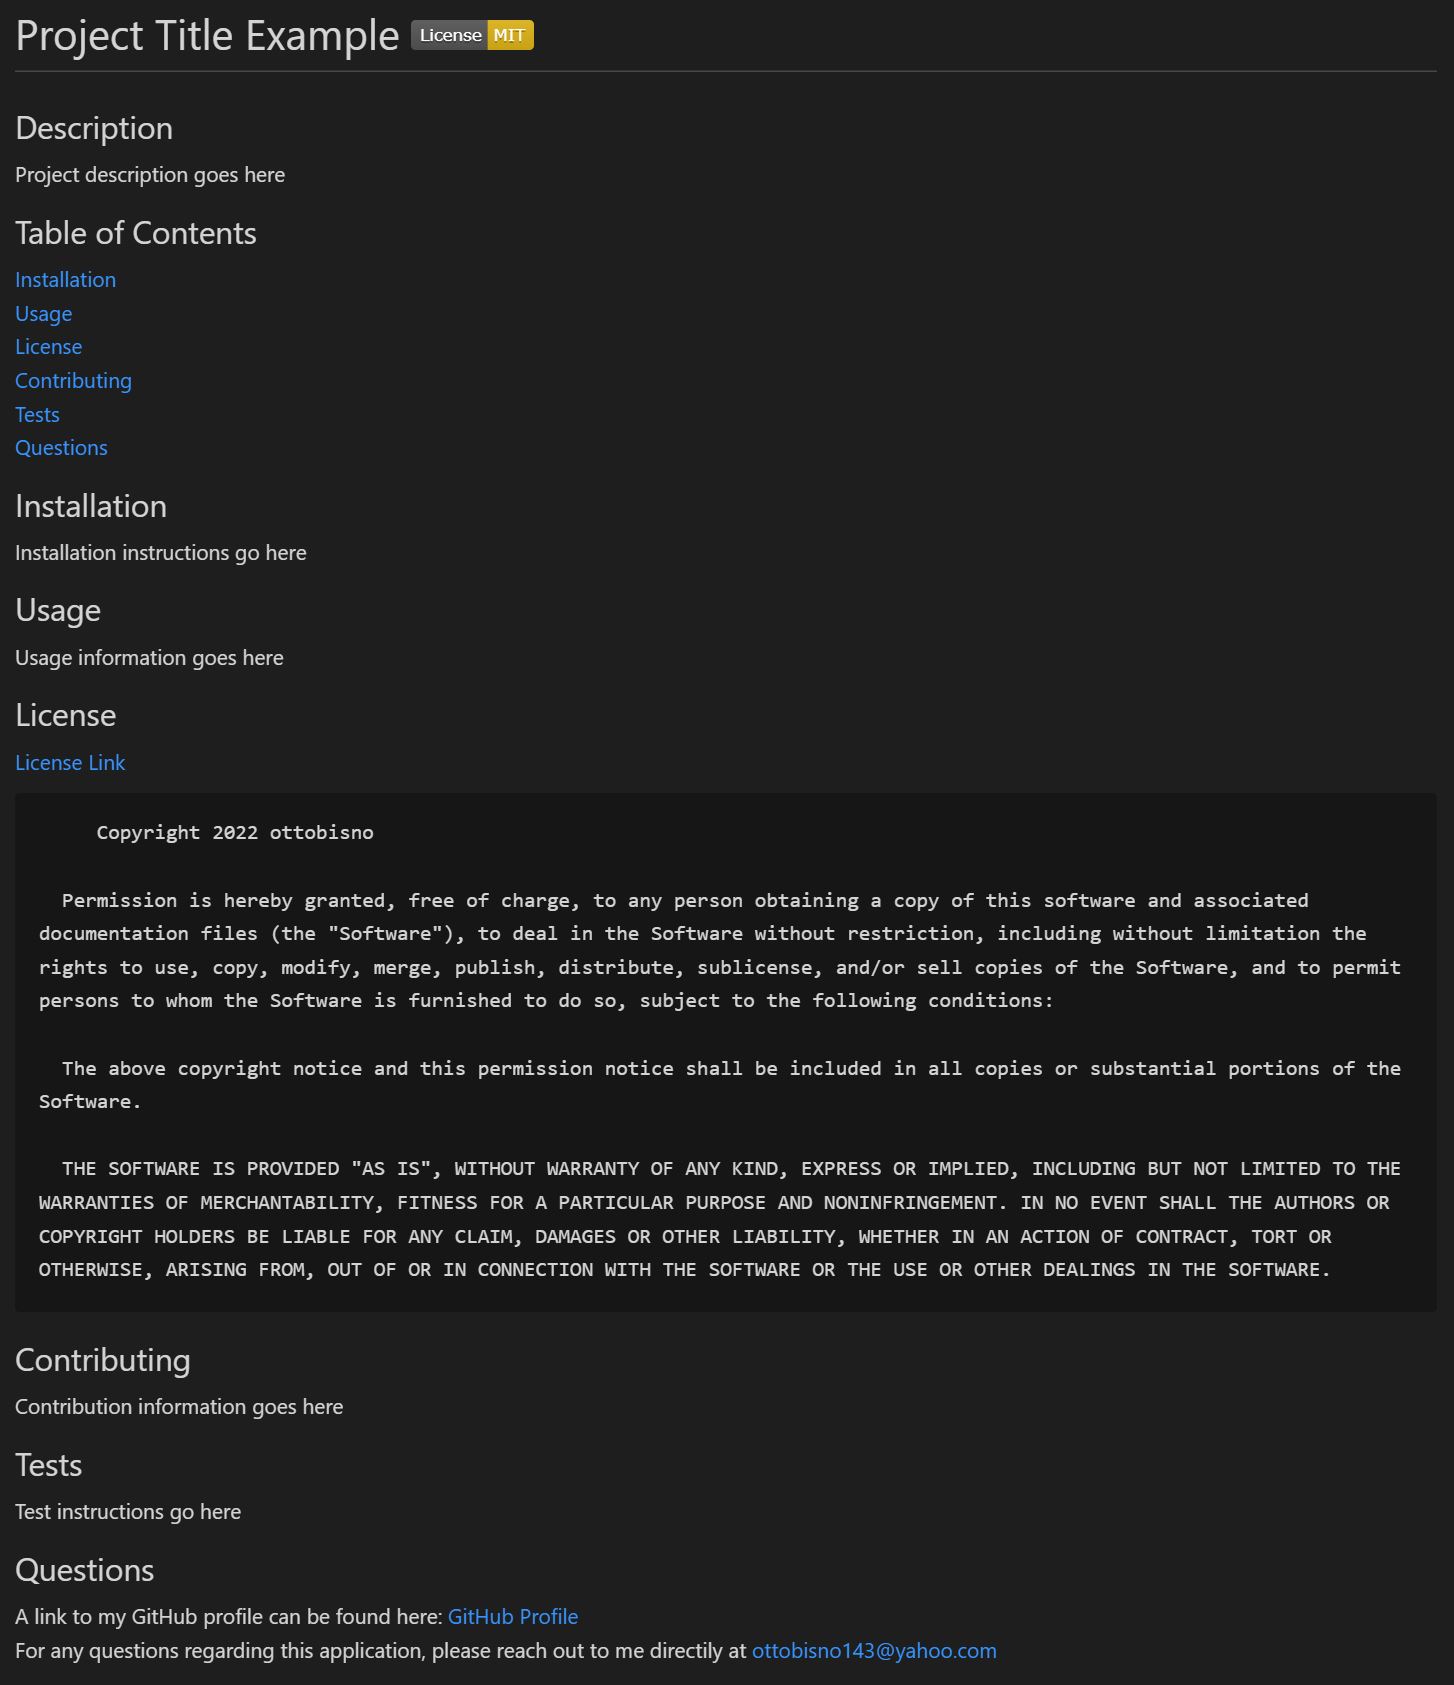 Project Title Example License MIT
Description
Project description goes here
Table of Contents
Installation
Usage
License
Contributing
Tests
Questions
Installation
Installation instructions go here
Usage
Usage information goes here
License
License Link
Copyright 2022 ottobisno
Permission is hereby granted, free of charge, to any person obtaining a copy of this software and associated
documentation files (the "Software"), to deal in the Software without restriction, including without limitation the
rights to use, copy, modify, merge, publish, distribute, sublicense, and/or sell copies of the Software, and to permit
persons to whom the Software is furnished to do so, subject to the following conditions:
The above copyright notice and this permission notice shall be included in all copies or substantial portions of the
Software.
THE SOFTWARE IS PROVIDED "AS IS", WITHOUT WARRANTY OF ANY KIND, EXPRESS OR IMPLIED, INCLUDING BUT NOT LIMITED TO THE
WARRANTIES OF MERCHANTABILITY, FITNESS FOR A PARTICULAR PURPOSE AND NONINFRINGEMENT. IN NO EVENT SHALL THE AUTHORS OR
COPYRIGHT HOLDERS BE LIABLE FOR ANY CLAIM, DAMAGES OR OTHER LIABILITY, WHETHER IN AN ACTION OF CONTRACT, TORT OR
OTHERWISE, ARISING FROM, OUT OF OR IN CONNECTION WITH THE SOFTWARE OR THE USE OR OTHER DEALINGS IN THE SOFTWARE.
Contributing
Contribution information goes here
Tests
Test instructions go here
Questions
A link to my GitHub profile can be found here: GitHub Profile
For any questions regarding this application, please reach out to me directily at ottobisno143@yahoo.com